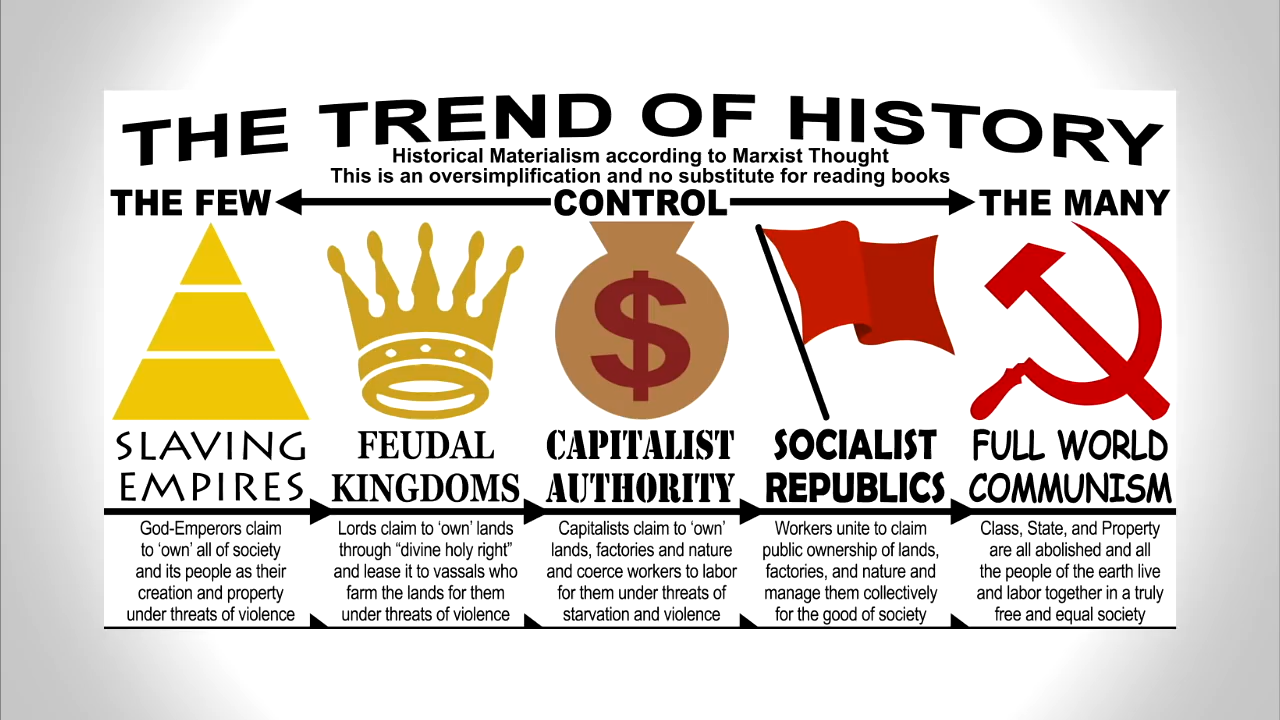 THE TREND OF HISTORY
Historical Materialism according to Marxist Thought
This is an oversimplification and no substitute for reading books
THE FEW CONTROL THE MANY
$
SLAVING
EMPIRES
God-Emperors claim
to 'own' all of society
and its people as their
creation and property
under threats of violence
FEUDAL
KINGDOMS
Lords claim to 'own' lands
through "divine holy right"
and lease it to vassals who
farm the lands for them
under threats of violence
CAPITALIST
AUTHORITY
Capitalists claim to 'own'
lands, factories and nature
and coerce workers to labor
for them under threats of
starvation and violence
SOCIALIST
REPUBLICS
Workers unite to claim
public ownership of lands,
factories, and nature and
manage them collectively
for the good of society
FULL WORLD
COMMUNISM
Class, State, and Property
are all abolished and all
the people of the earth live
and labor together in a truly
free and equal society